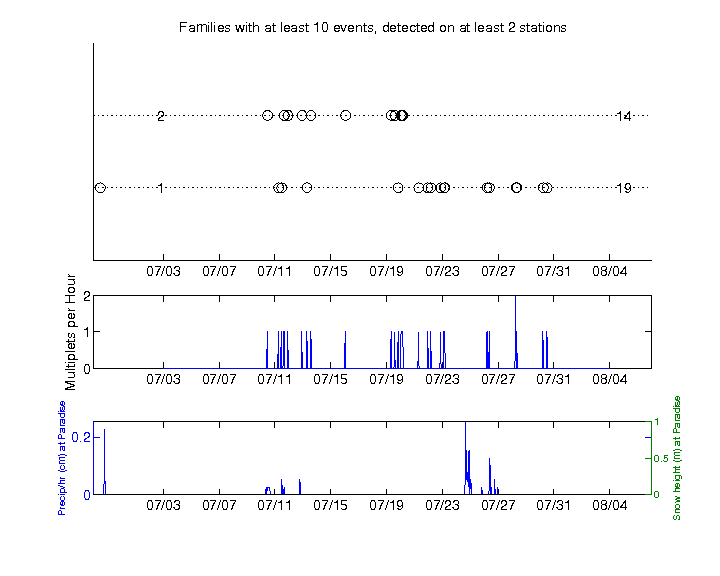 Families with at least 10 events, detected on at least 2 stations
2 14
1 19
07/03 07/07 07/11 07/15 07/19 07/23 07/27 07/31 08/04
Multiplets per Hour
2
1
0
07/03 07/07 07/11 07/15 07/19 07/23 07/27 07/31 08/04
Precip/hr (cm) at Paradise
0.2
0
1
0.5
0
Snow height (m) at Paradise
07/03 07/07 07/11 07/15 07/19 07/23 07/27 07/31 08/04